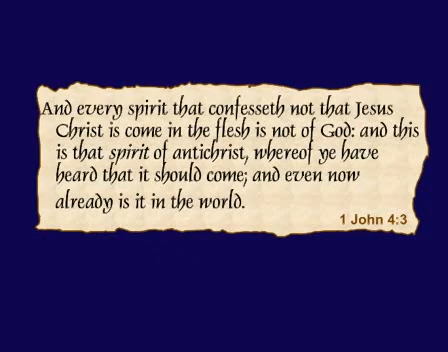 And every spirit that confesseth not that Jesus
Christ is come in the flesh is not of God: and this
is that spirit of antichrist, whereof ye have
heard that it should come; and even now
already is it in the world.
1 John 4:3